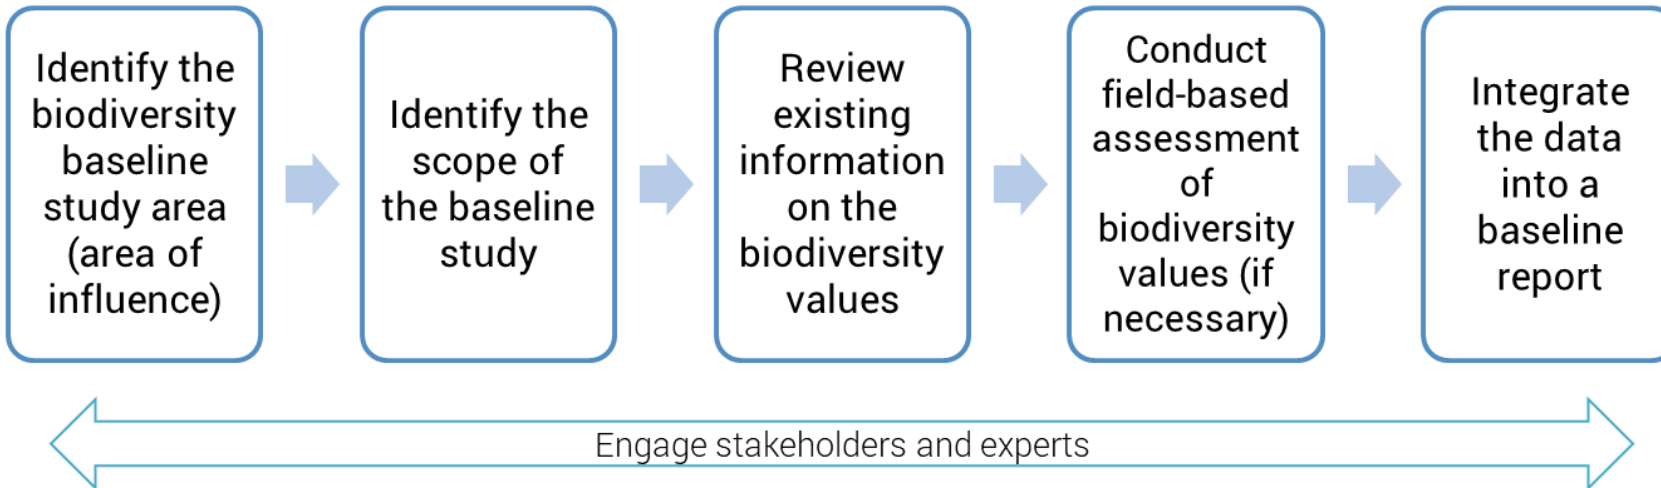 Identify the
biodiversity
baseline
study area
(area of
influence)
Identify the
scope of
the baseline
study
Review
existing
information
on the
biodiversity
values
Conduct
field-based
assessment
of
biodiversity
values (if
necessary)
Integrate
the data
into a
baseline
report
Engage stakeholders and experts